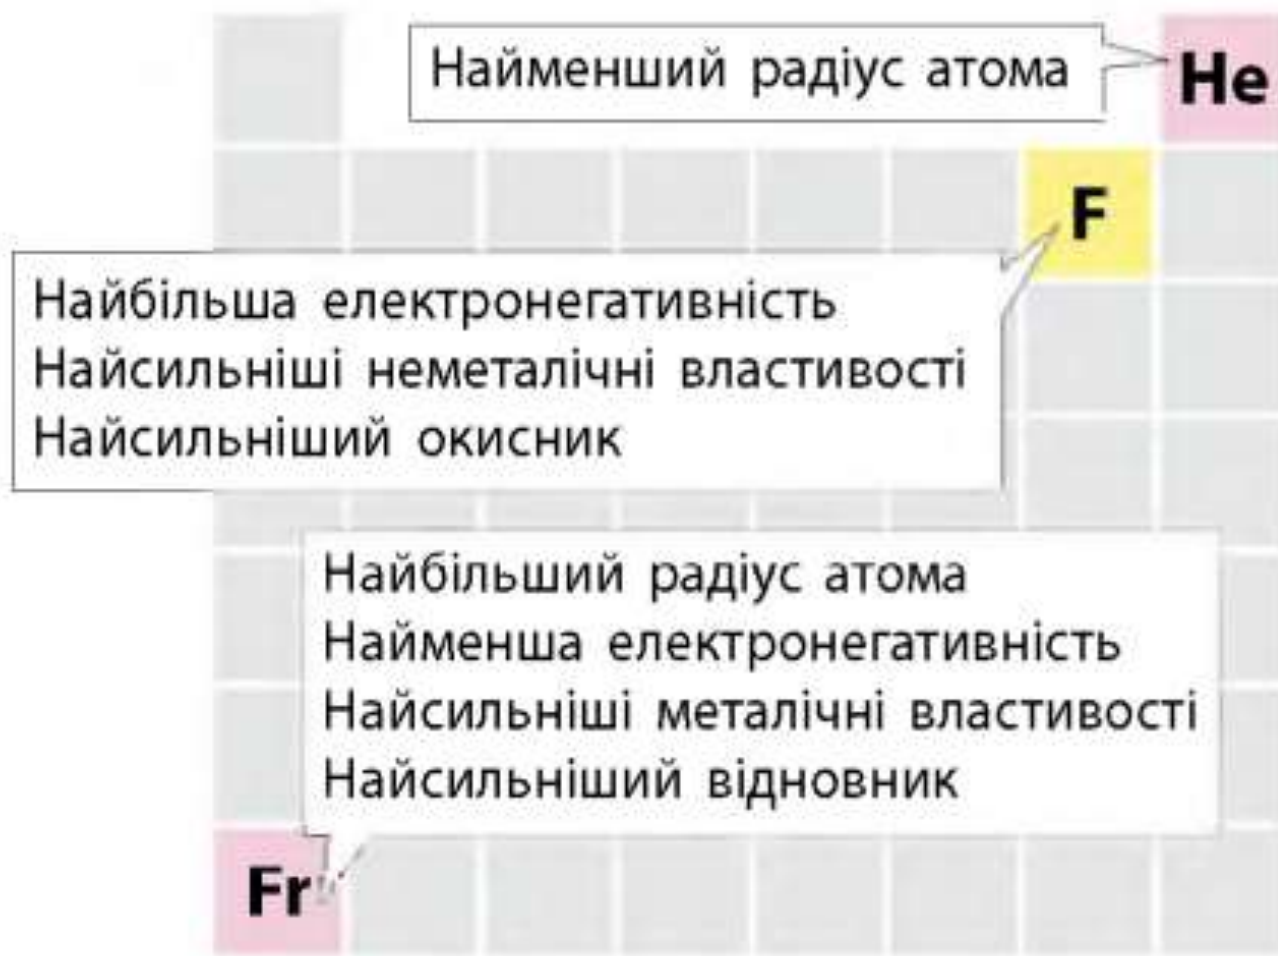 Найменший радіус атома
He
F
Найбільша електронегативність
Найсильніші неметалічні властивості
Найсильніший окисник
Найбільший радіус атома
Найменша електронегативність
Найсильніші металічні властивості
Найсильніший відновник
Fr